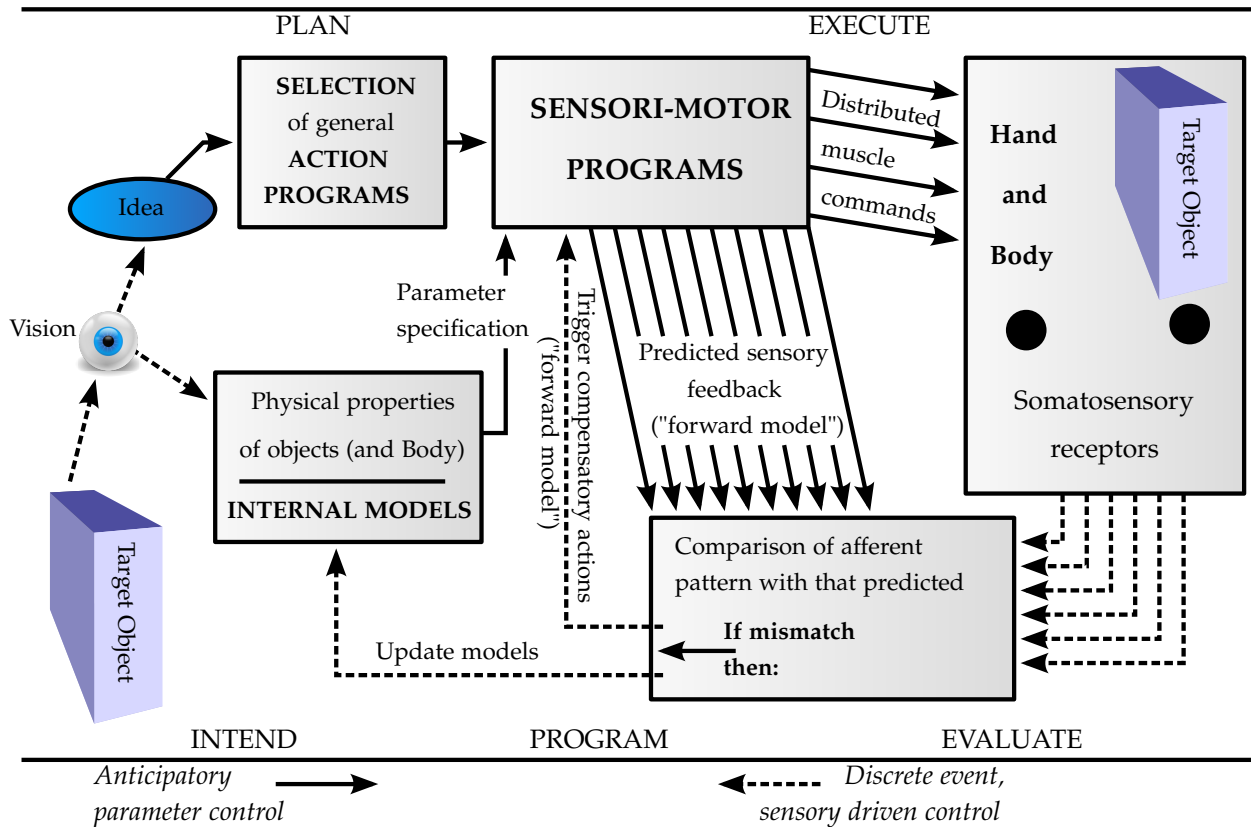 PLAN
EXECUTE
SELECTION
of general
ACTION
PROGRAMS
SENSORI-MOTOR
PROGRAMS
Distributed
muscle
commands
Hand
and
Body
Target Object
Somatosensory
receptors
Idea
Vision
Parameter
specification
Physical properties
of objects (and Body)
INTERNAL MODELS
Target Object
Trigger compensatory actions
("forward model")
Predicted sensory
feedback
("forward model")
Comparison of afferent
pattern with that predicted
If mismatch
then:
Update models
INTEND
PROGRAM
EVALUATE
Anticipatory
parameter control
Discrete event,
sensory driven control